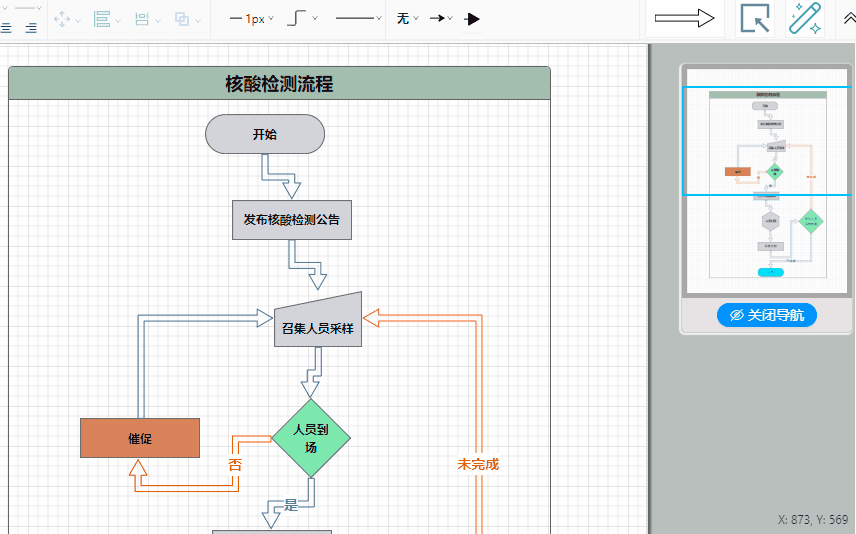 1px
无
核酸检测流程
开始
发布核酸检测公告
召集人员采样
催促
人员到
场
否
未完成
是
关闭导航
X: 873, Y: 569